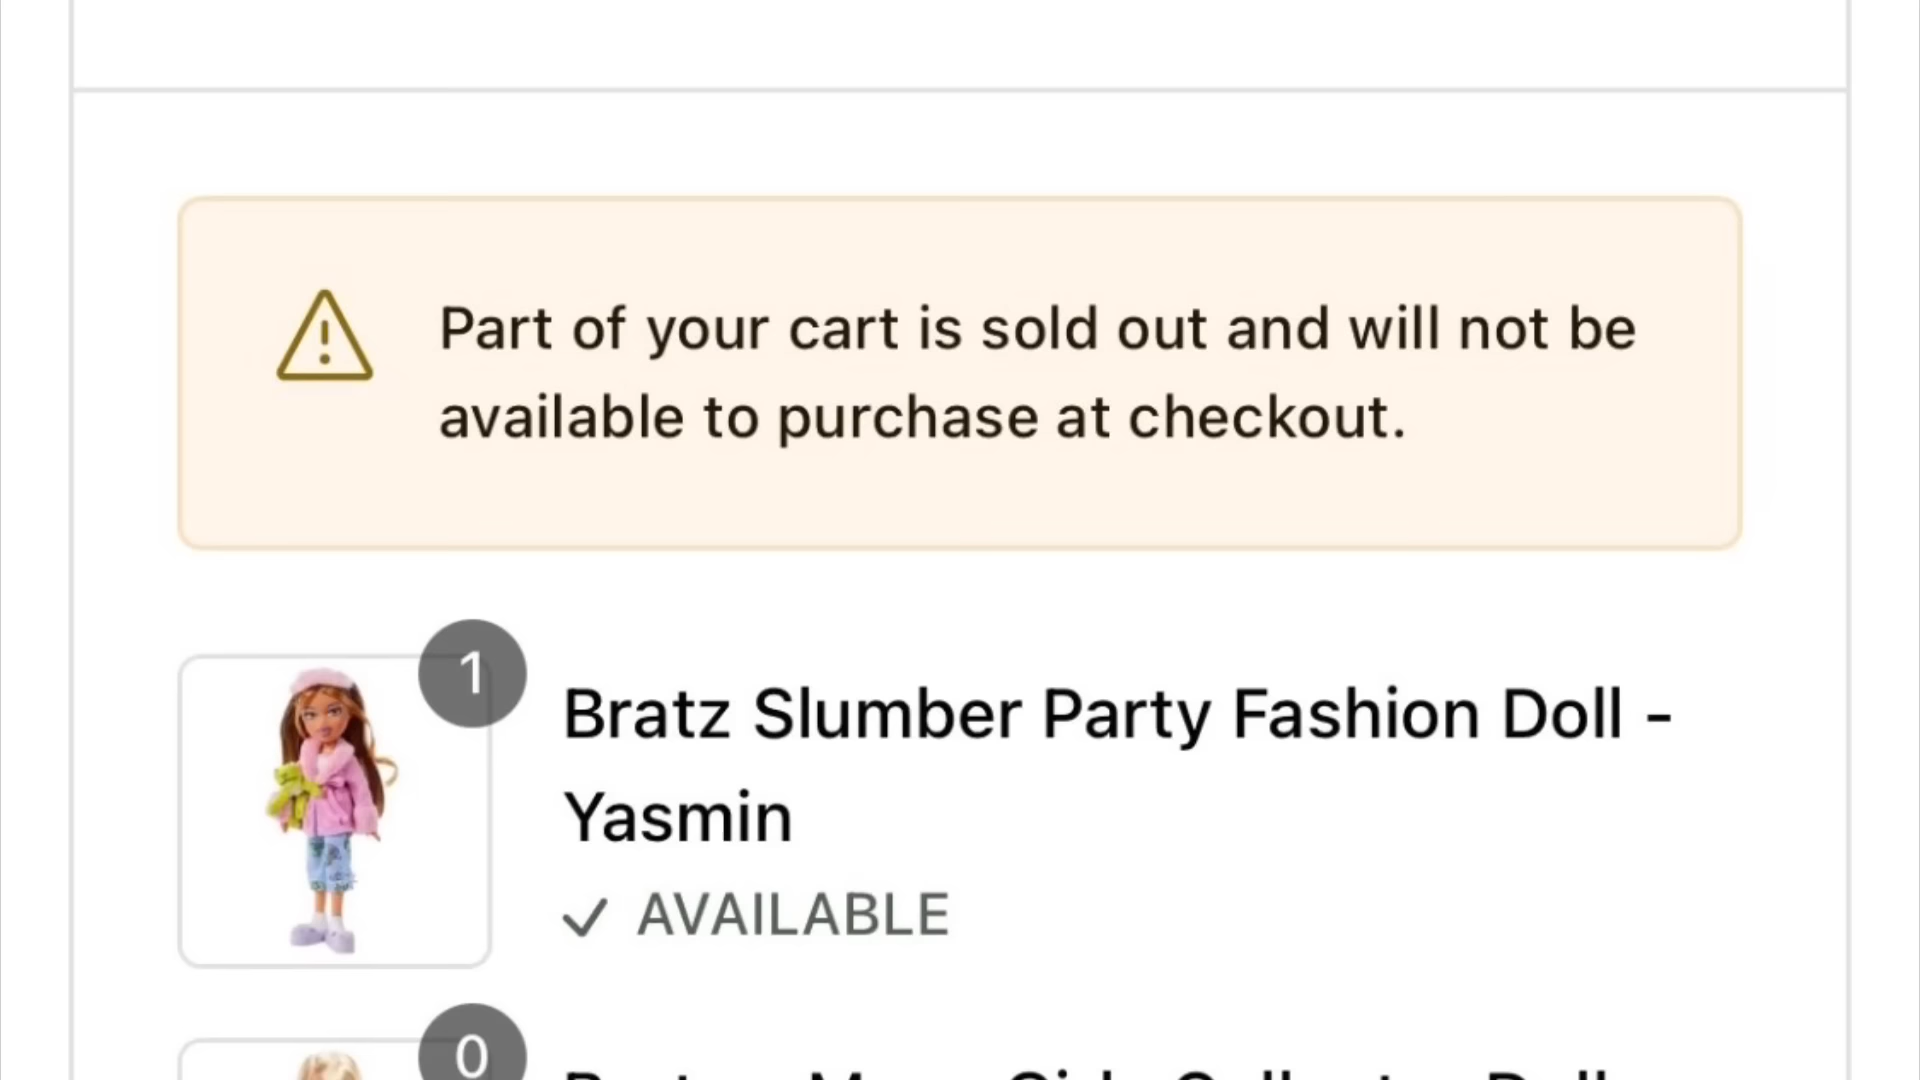 Part of your cart is sold out and will not be
available to purchase at checkout.
1
Bratz Slumber Party Fashion Doll -
Yasmin
AVAILABLE
0